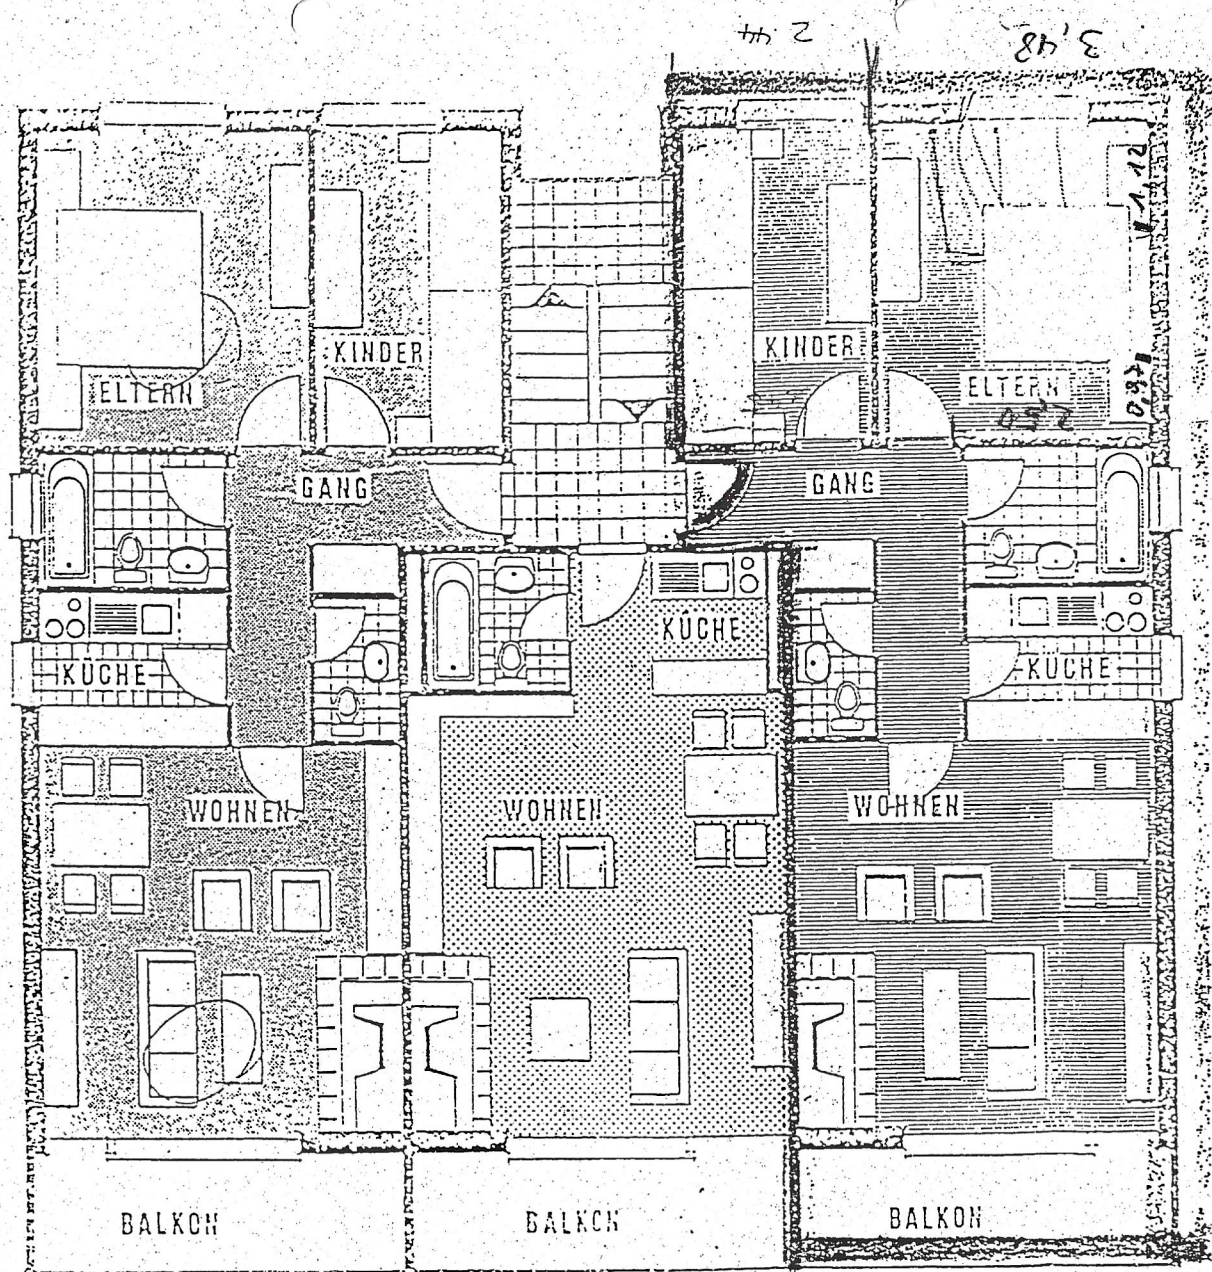 2.44
3,48
1,12
KINDER
KINDER
ELTERN
ELTERN
0,97
2,50
GANG
GANG
KÜCHE
KÜCHE
KÜCHE
WOHNEN
WOHNEN
WOHNEN
BALKON
BALKON
BALKON